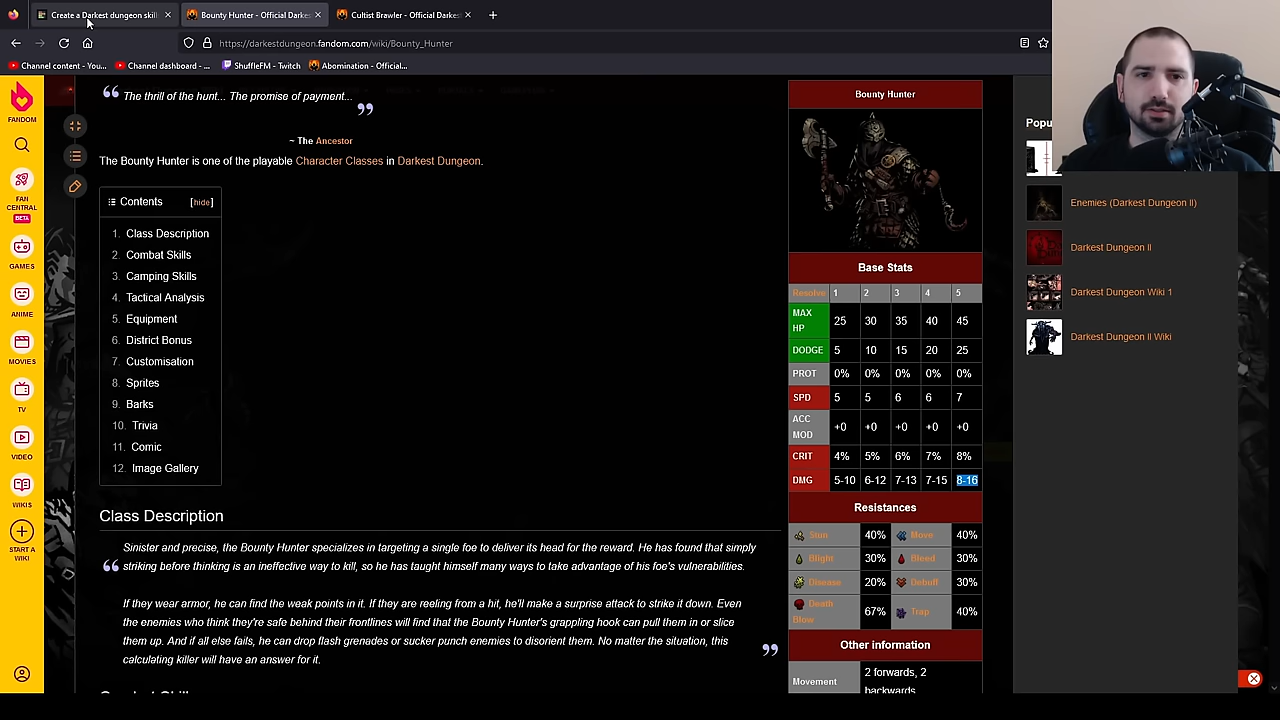 Create a Darkest dungeon skil
Bounty Hunter - Official Darkes
Cultist Brawler - Official Darkes
https://darkestdungeon.fandom.com/wiki/Bounty_Hunter
Channel content - You...
Channel dashboard - ...
ShuffleFM - Twitch
Abomination - Official...
FANDOM
FAN CENTRAL
BETA
GAMES
ANIME
MOVIES
TV
VIDEO
WIKIS
START A WIKI
“ The thrill of the hunt... The promise of payment... ”
~ The Ancestor
The Bounty Hunter is one of the playable Character Classes in Darkest Dungeon.
Contents [hide]
1. Class Description
2. Combat Skills
3. Camping Skills
4. Tactical Analysis
5. Equipment
6. District Bonus
7. Customisation
8. Sprites
9. Barks
10. Trivia
11. Comic
12. Image Gallery
Class Description
Sinister and precise, the Bounty Hunter specializes in targeting a single foe to deliver its head for the reward. He has found that simply
“ striking before thinking is an ineffective way to kill, so he has taught himself many ways to take advantage of his foe's vulnerabilities.
If they wear armor, he can find the weak points in it. If they are reeling from a hit, he'll make a surprise attack to strike it down. Even
the enemies who think they're safe behind their frontlines will find that the Bounty Hunter's grappling hook can pull them in or slice
them up. And if all else fails, he can drop flash grenades or sucker punch enemies to disorient them. No matter the situation, this ”
calculating killer will have an answer for it.
Bounty Hunter
Base Stats
Resolve 1 2 3 4 5
MAX HP 25 30 35 40 45
DODGE 5 10 15 20 25
PROT 0% 0% 0% 0% 0%
SPD 5 5 6 6 7
ACC MOD +0 +0 +0 +0 +0
CRIT 4% 5% 6% 7% 8%
DMG 5-10 6-12 7-13 7-15 8-16
Resistances
Stun 40% Move 40%
Blight 30% Bleed 30%
Disease 20% Debuff 30%
Death Blow 67% Trap 40%
Other information
Movement 2 forwards, 2
backwards
Popu
Enemies (Darkest Dungeon II)
Darkest Dungeon II
Darkest Dungeon Wiki 1
Darkest Dungeon II Wiki